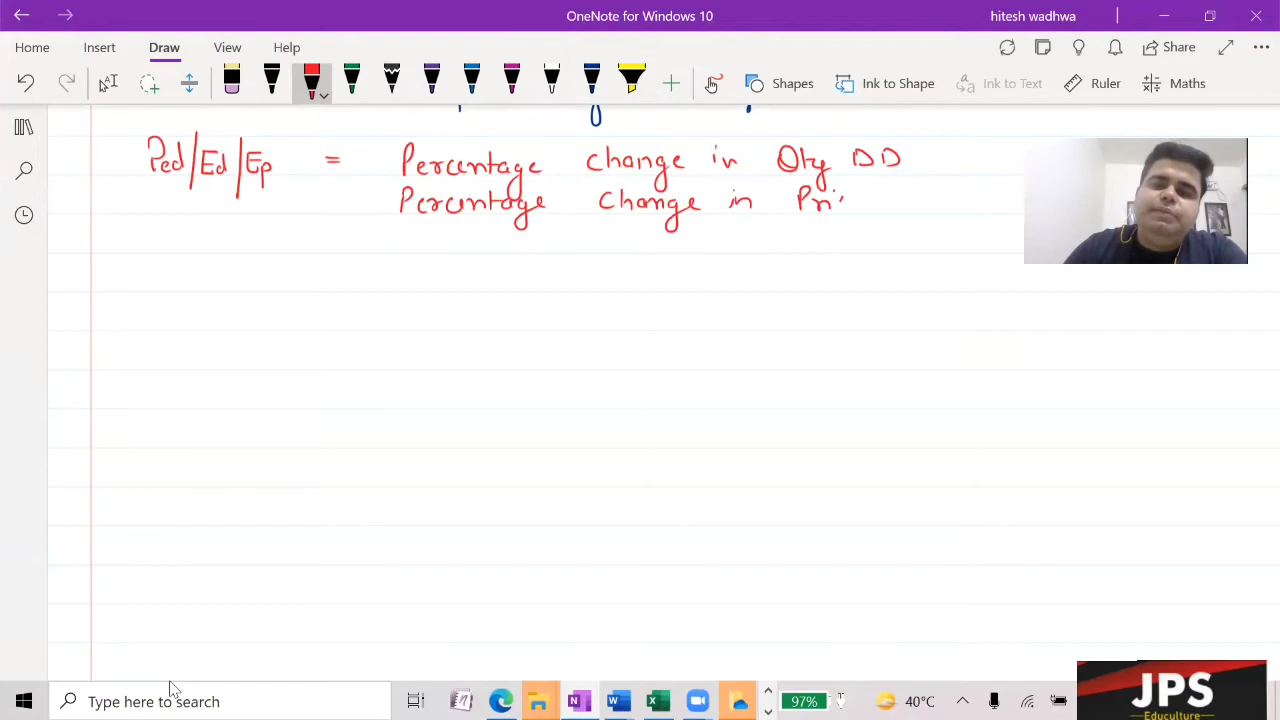 OneNote for Windows 10
hitesh wadhwa
Home Insert Draw View Help
Share
Shapes Ink to Shape Ink to Text Ruler Maths
Ped/Ed/Ep = Percentage change in Qty DD
Percentage change in Pri
Type here to search
97%
40°C
JPS
Educulture